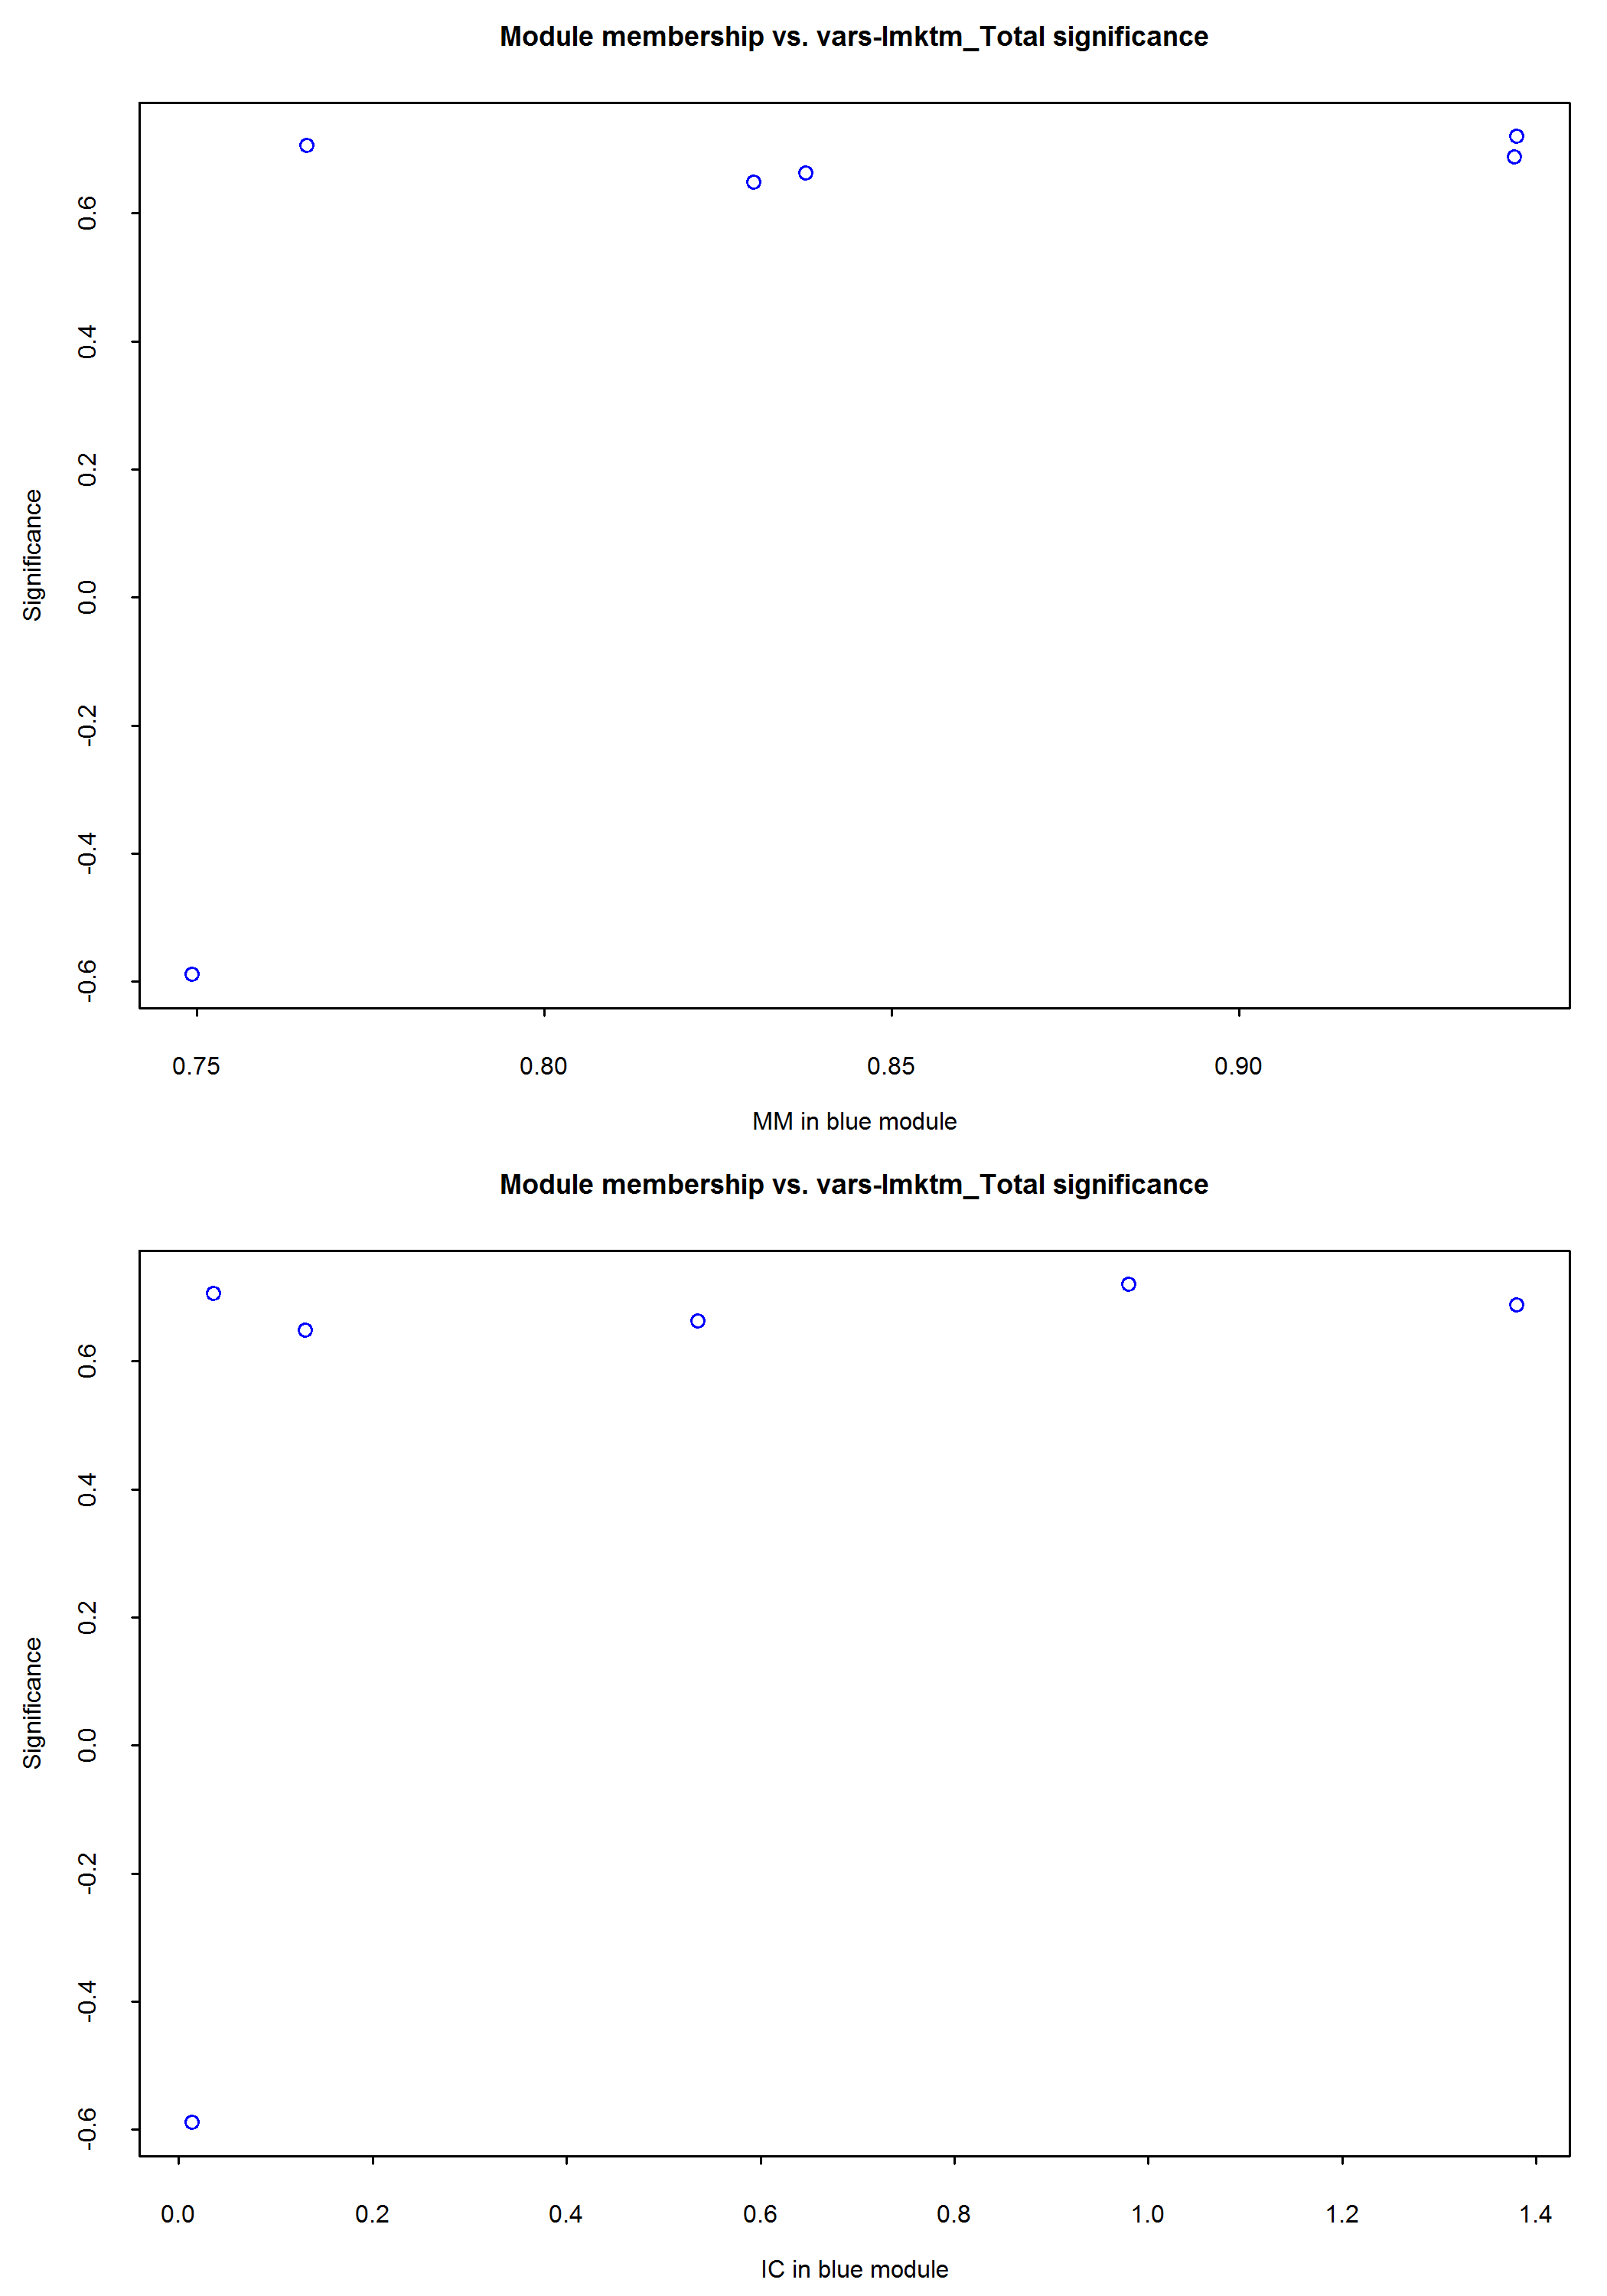 Module membership vs. vars-lmktm_Total significance
0.6
0.4
0.2
0.0
-0.2
-0.4
-0.6
Significance
0.75 0.80 0.85 0.90
MM in blue module
Module membership vs. vars-lmktm_Total significance
0.6
0.4
0.2
0.0
-0.2
-0.4
-0.6
Significance
0.0 0.2 0.4 0.6 0.8 1.0 1.2 1.4
IC in blue module